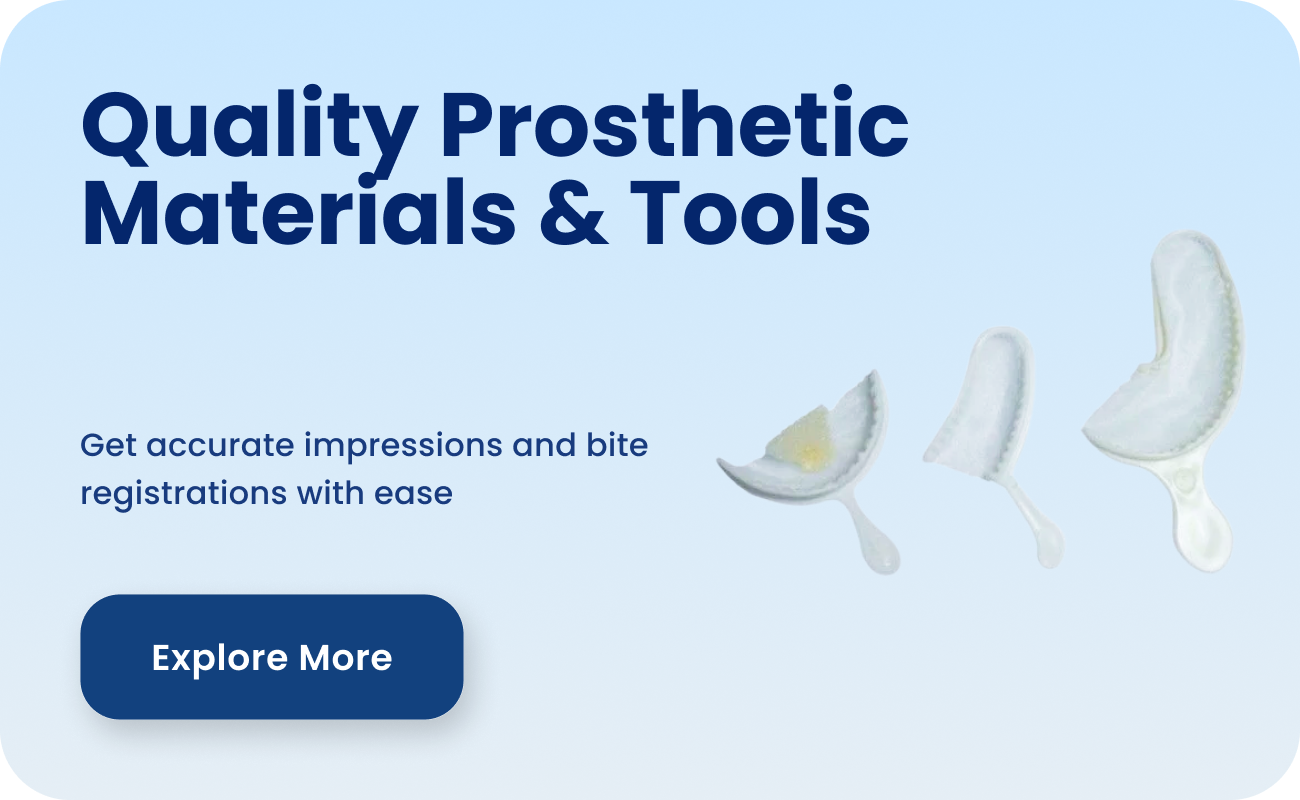 Quality Prosthetic
Materials & Tools
Get accurate impressions and bite
registrations with ease
Explore More